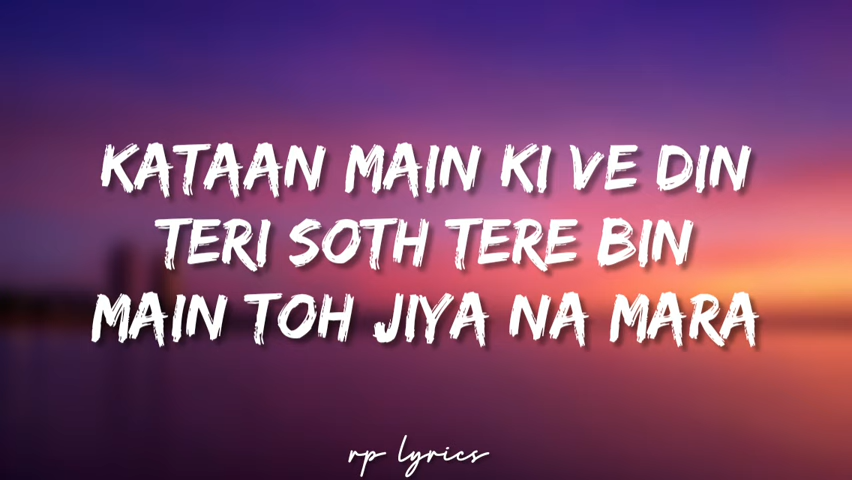 KATAAN MAIN KI VE DIN
TERI SOTH TERE BIN
MAIN TOH JIYA NA MARA
rp lyrics